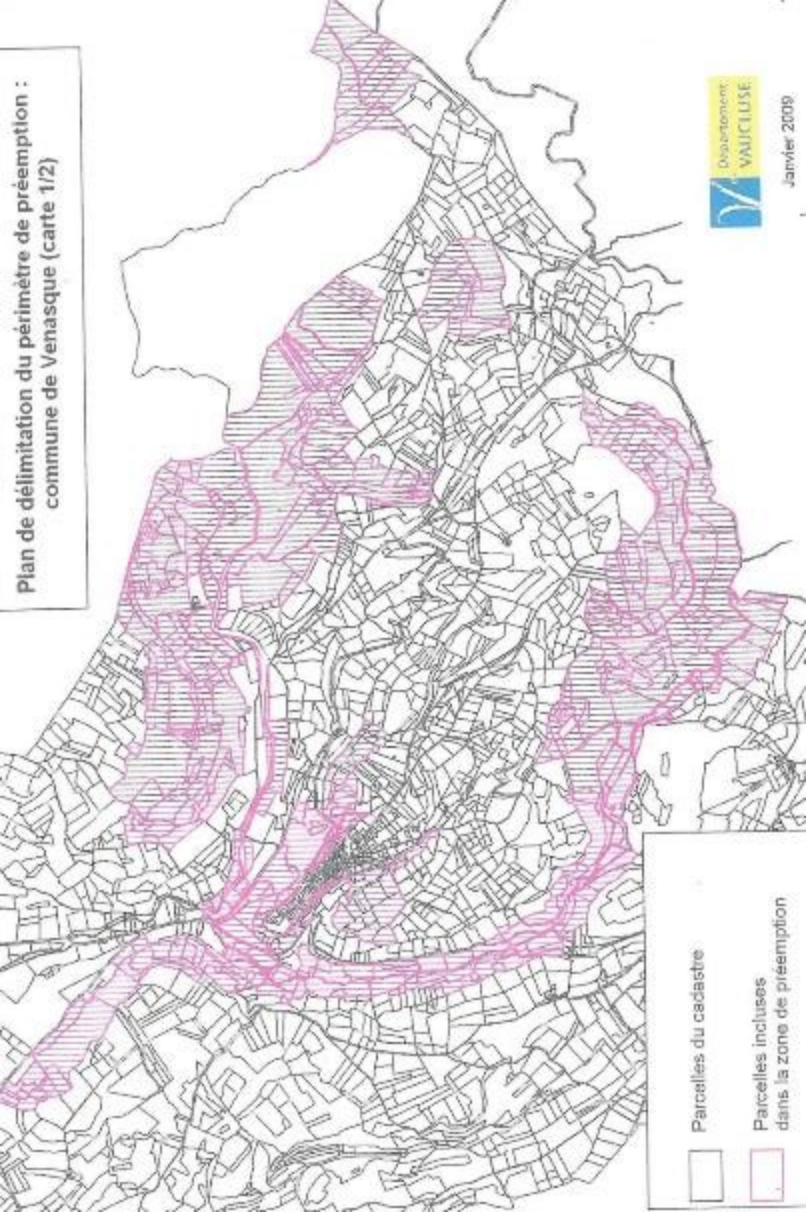 Plan de délimitation du périmètre de préemption :
commune de Venasque (carte 1/2)
Département
VAUCLUSE
Janvier 2009
Parcelles du cadastre
Parcelles incluses
dans la zone de préemption